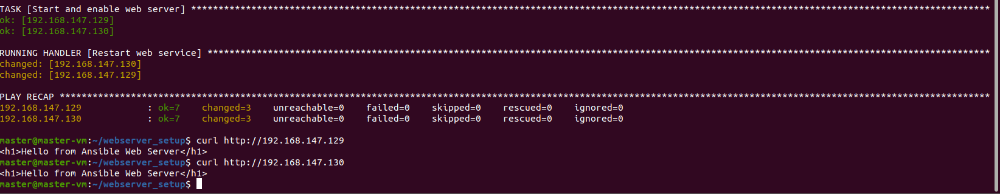 TASK [Start and enable web server] **************************************************************************************************************************************************
ok: [192.168.147.129]
ok: [192.168.147.130]
RUNNING HANDLER [Restart web service] ***********************************************************************************************************************************************
changed: [192.168.147.130]
changed: [192.168.147.129]
PLAY RECAP **************************************************************************************************************************************************************************
192.168.147.129            : ok=7    changed=3    unreachable=0    failed=0    skipped=0    rescued=0    ignored=0
192.168.147.130            : ok=7    changed=3    unreachable=0    failed=0    skipped=0    rescued=0    ignored=0
master@master-vm:~/webserver_setup$ curl http://192.168.147.129
<h1>Hello from Ansible Web Server</h1>
master@master-vm:~/webserver_setup$ curl http://192.168.147.130
<h1>Hello from Ansible Web Server</h1>
master@master-vm:~/webserver_setup$